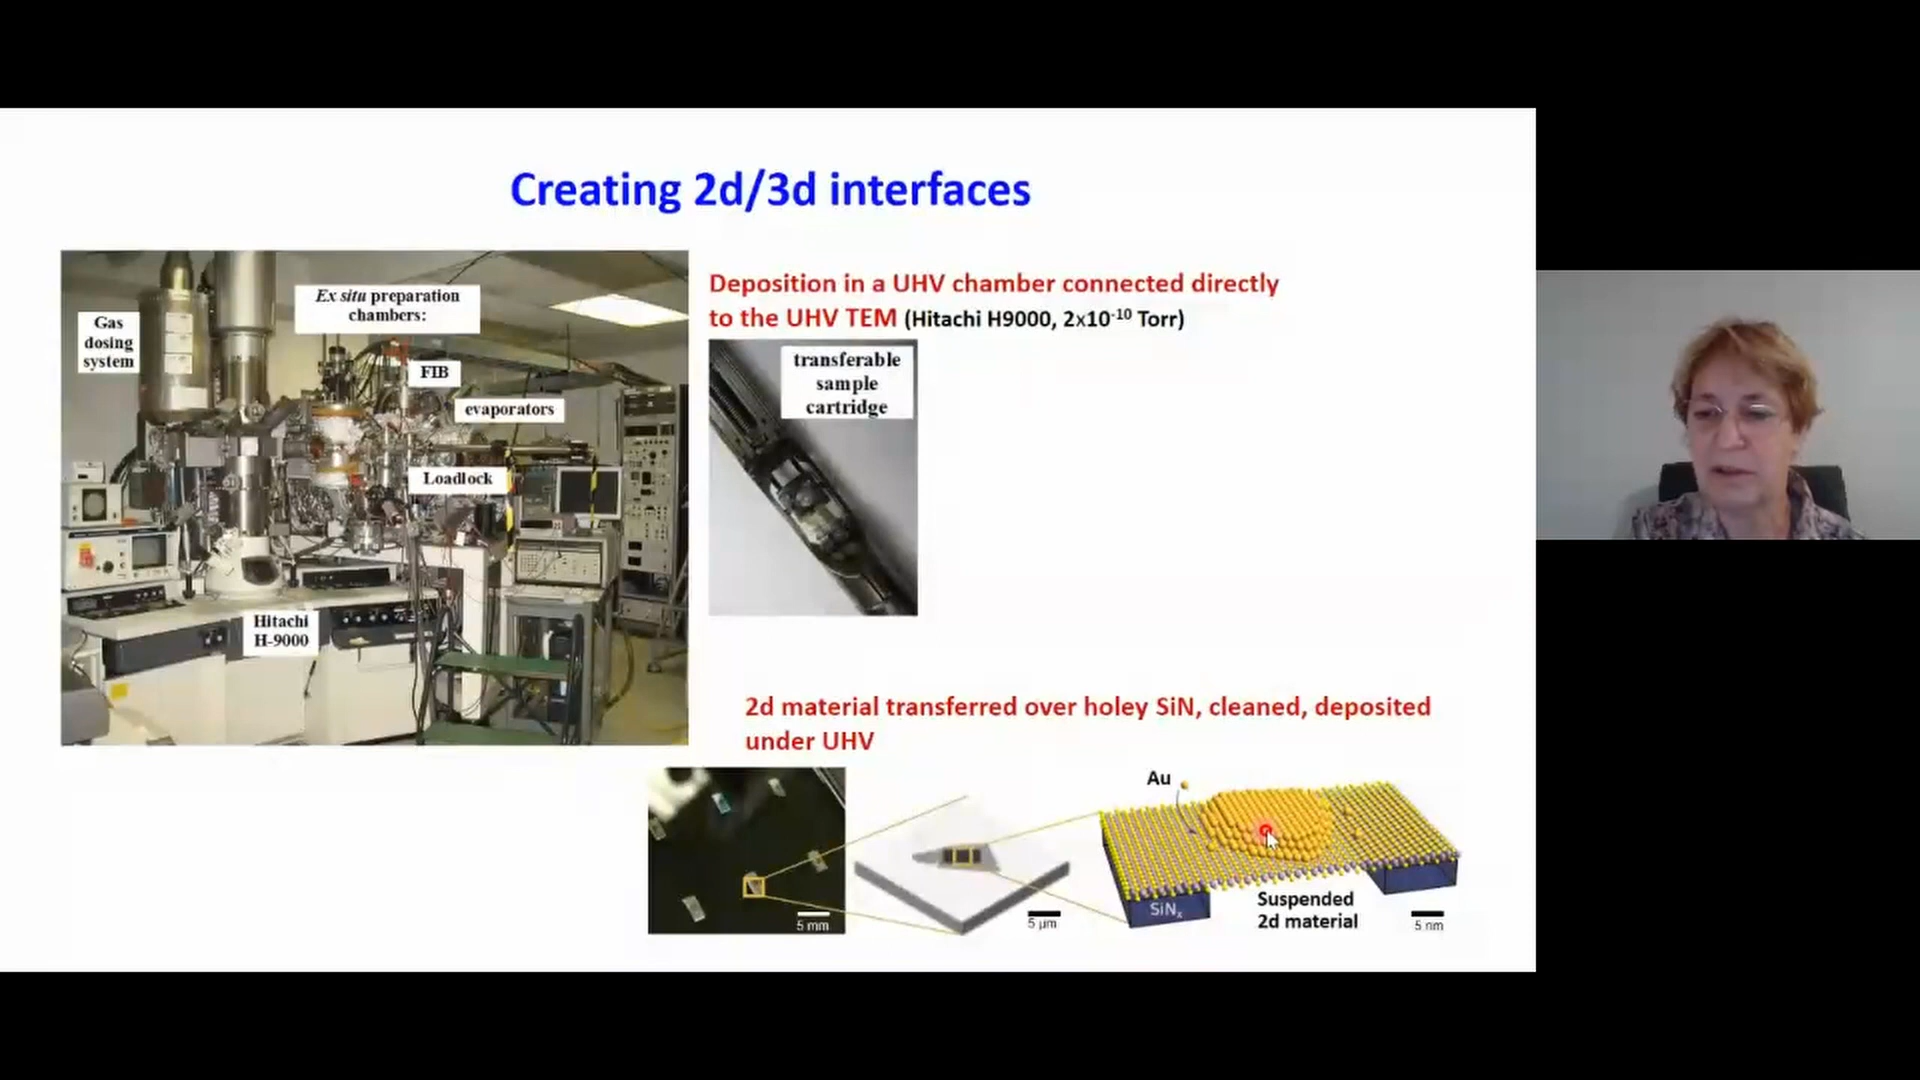 Creating 2d/3d interfaces
Gas
dosing
system
Ex situ preparation
chambers:
FIB
evaporators
Loadlock
Hitachi
H-9000
Deposition in a UHV chamber connected directly
to the UHV TEM (Hitachi H9000, 2x10⁻¹⁰ Torr)
transferable
sample
cartridge
2d material transferred over holey SiN, cleaned, deposited
under UHV
5 mm
5 μm
Au
SiNₓ
Suspended
2d material
5 nm